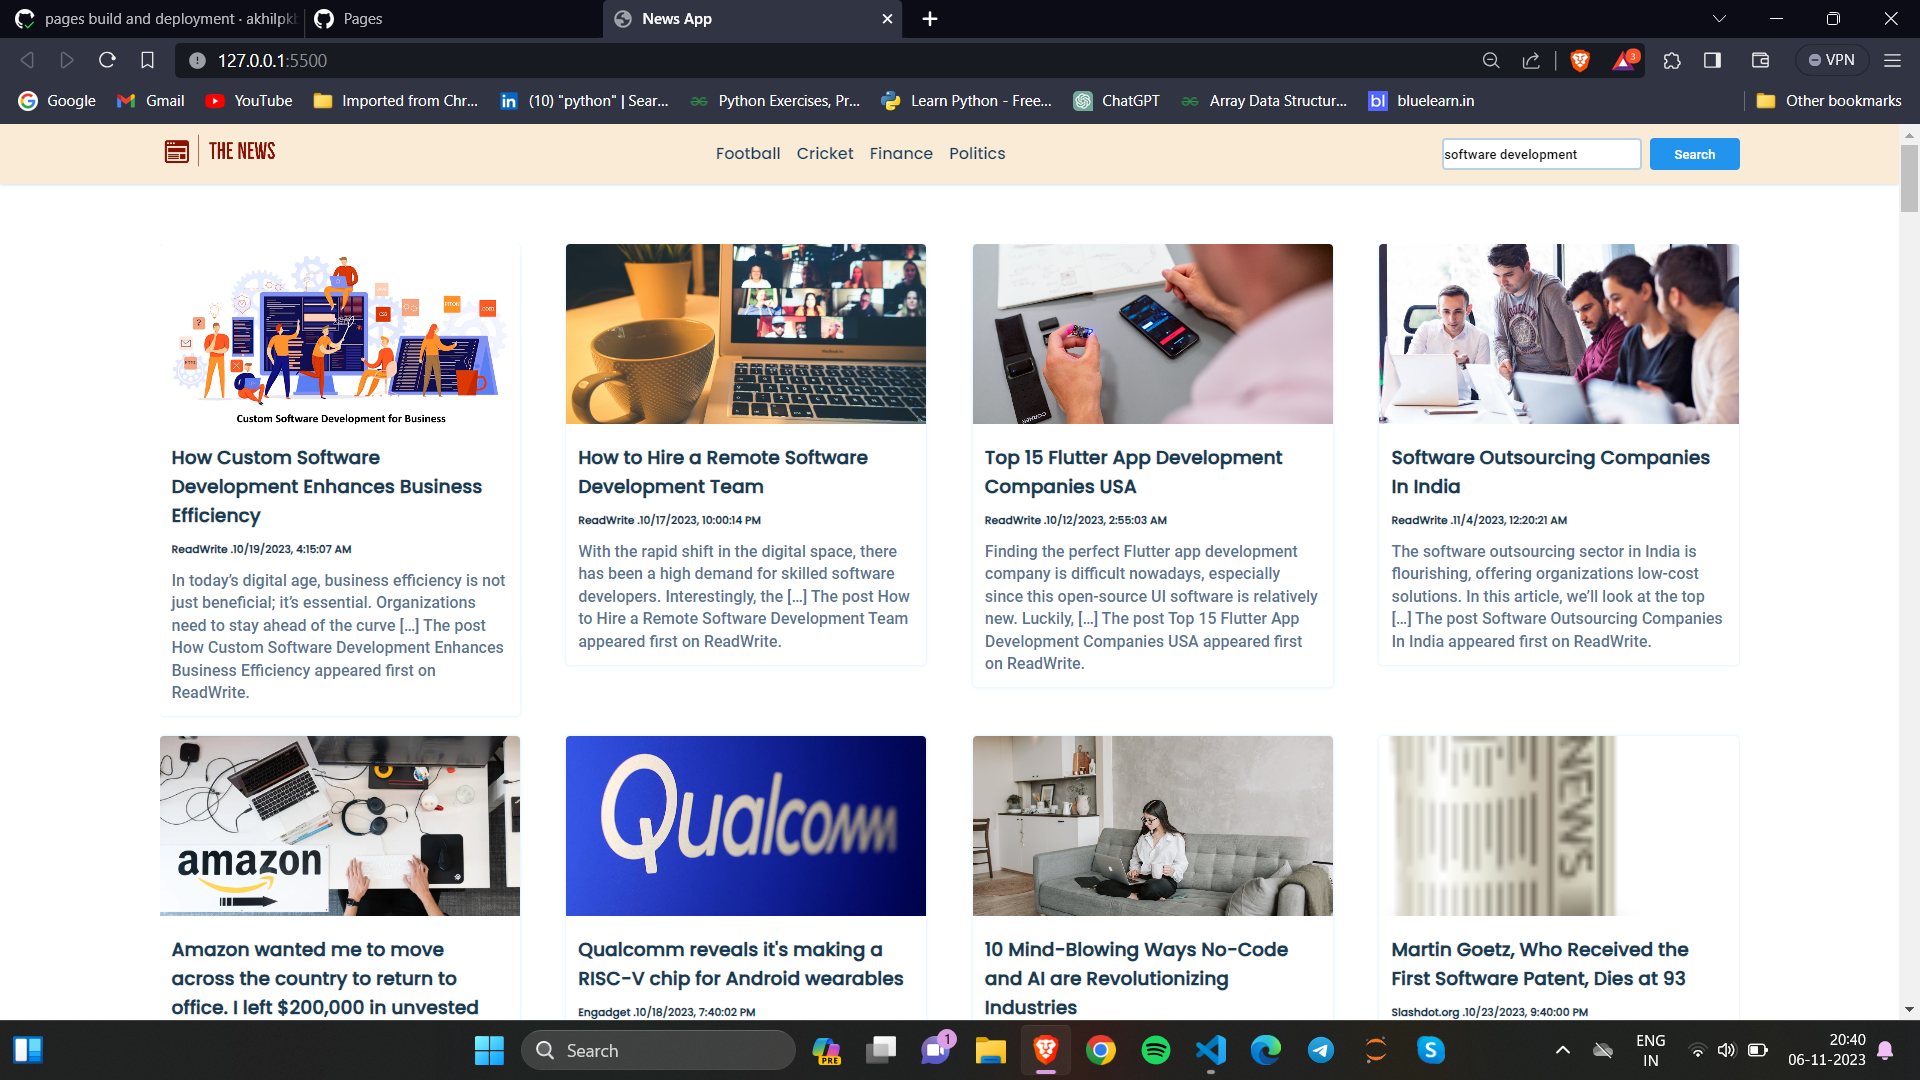 pages build and deployment · akhilpkb
Pages
News App
127.0.0.1:5500
3
VPN
Google
Gmail
YouTube
Imported from Chr...
(10) "python" | Sear...
Python Exercises, Pr...
Learn Python - Free...
ChatGPT
Array Data Structur...
bluelearn.in
Other bookmarks
THE NEWS
Football
Cricket
Finance
Politics
software development
Search
Custom Software Development for Business
How Custom Software
Development Enhances Business
Efficiency
ReadWrite .10/19/2023, 4:15:07 AM
In today's digital age, business efficiency is not
just beneficial; it's essential. Organizations
need to stay ahead of the curve […] The post
How Custom Software Development Enhances
Business Efficiency appeared first on
ReadWrite.
How to Hire a Remote Software
Development Team
ReadWrite .10/17/2023, 10:00:14 PM
With the rapid shift in the digital space, there
has been a high demand for skilled software
developers. Interestingly, the […] The post How
to Hire a Remote Software Development Team
appeared first on ReadWrite.
Top 15 Flutter App Development
Companies USA
ReadWrite .10/12/2023, 2:55:03 AM
Finding the perfect Flutter app development
company is difficult nowadays, especially
since this open-source UI software is relatively
new. Luckily, […] The post Top 15 Flutter App
Development Companies USA appeared first
on ReadWrite.
Software Outsourcing Companies
In India
ReadWrite .11/4/2023, 12:20:21 AM
The software outsourcing sector in India is
flourishing, offering organizations low-cost
solutions. In this article, we'll look at the top
[…] The post Software Outsourcing Companies
In India appeared first on ReadWrite.
amazon
Amazon wanted me to move
across the country to return to
office. I left $200,000 in unvested
Qualcomm
Qualcomm reveals it's making a
RISC-V chip for Android wearables
Engadget .10/18/2023, 7:40:02 PM
10 Mind-Blowing Ways No-Code
and AI are Revolutionizing
Industries
NEWS
Martin Goetz, Who Received the
First Software Patent, Dies at 93
Slashdot.org .10/23/2023, 9:40:00 PM
Search
PRE
1
ENG
IN
20:40
06-11-2023